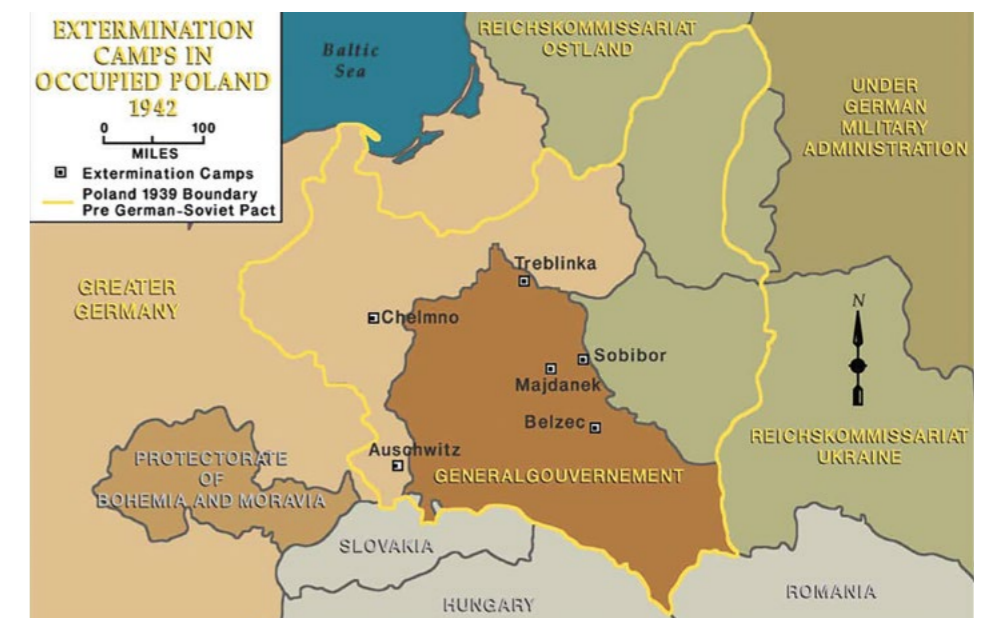 EXTERMINATION
CAMPS IN
OCCUPIED POLAND
1942
0 100
MILES
Extermination Camps
Poland 1939 Boundary
Pre German-Soviet Pact
Baltic
Sea
REICHSKOMMISSARIAT
OSTLAND
UNDER
GERMAN
MILITARY
ADMINISTRATION
GREATER
GERMANY
Treblinka
Chelmno
N
Sobibor
Majdanek
Belzec
Auschwitz
GENERALGOUVERNEMENT
REICHSKOMMISSARIAT
UKRAINE
PROTECTORATE
OF
BOHEMIA AND MORAVIA
SLOVAKIA
HUNGARY
ROMANIA